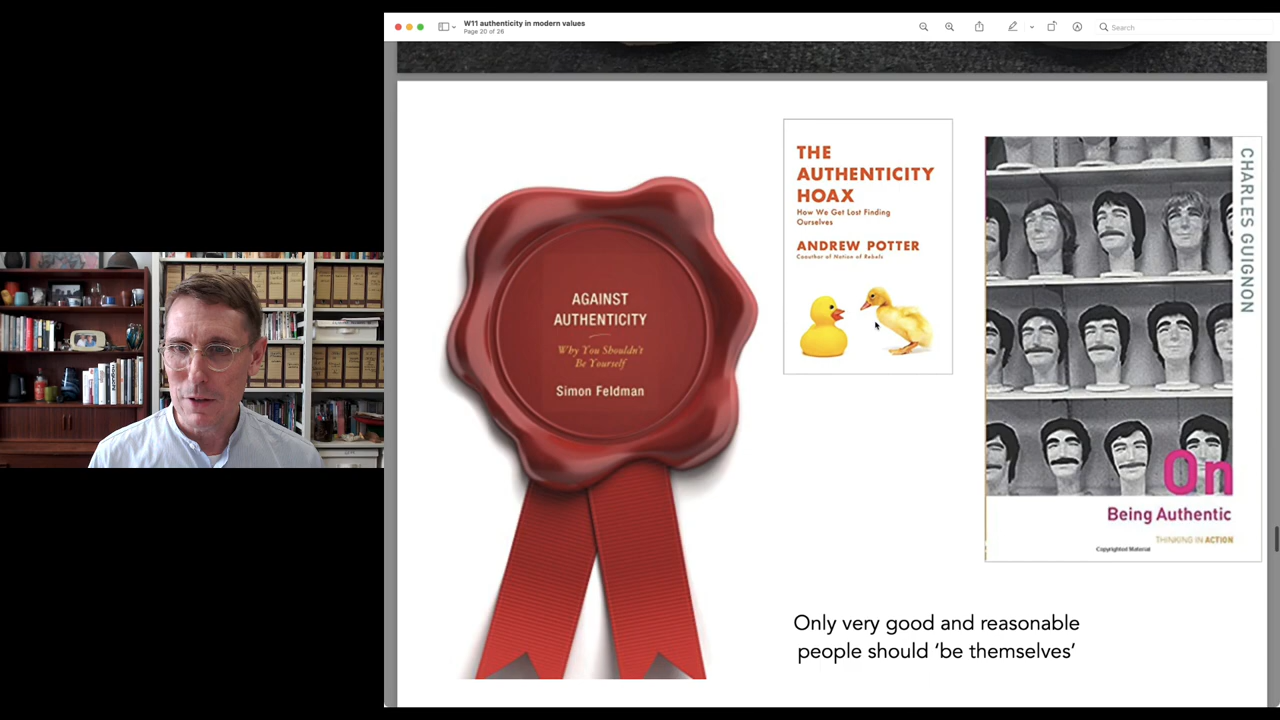 W11 authenticity in modern values
Page 20 of 26
Search
AGAINST
AUTHENTICITY
Why You Shouldn't
Be Yourself
Simon Feldman
THE
AUTHENTICITY
HOAX
How We Get Lost Finding
Ourselves
ANDREW POTTER
Coauthor of Nation of Rebels
CHARLES GUIGNON
On
Being Authentic
THINKING IN ACTION
Copyrighted Material
Only very good and reasonable
people should ‘be themselves’